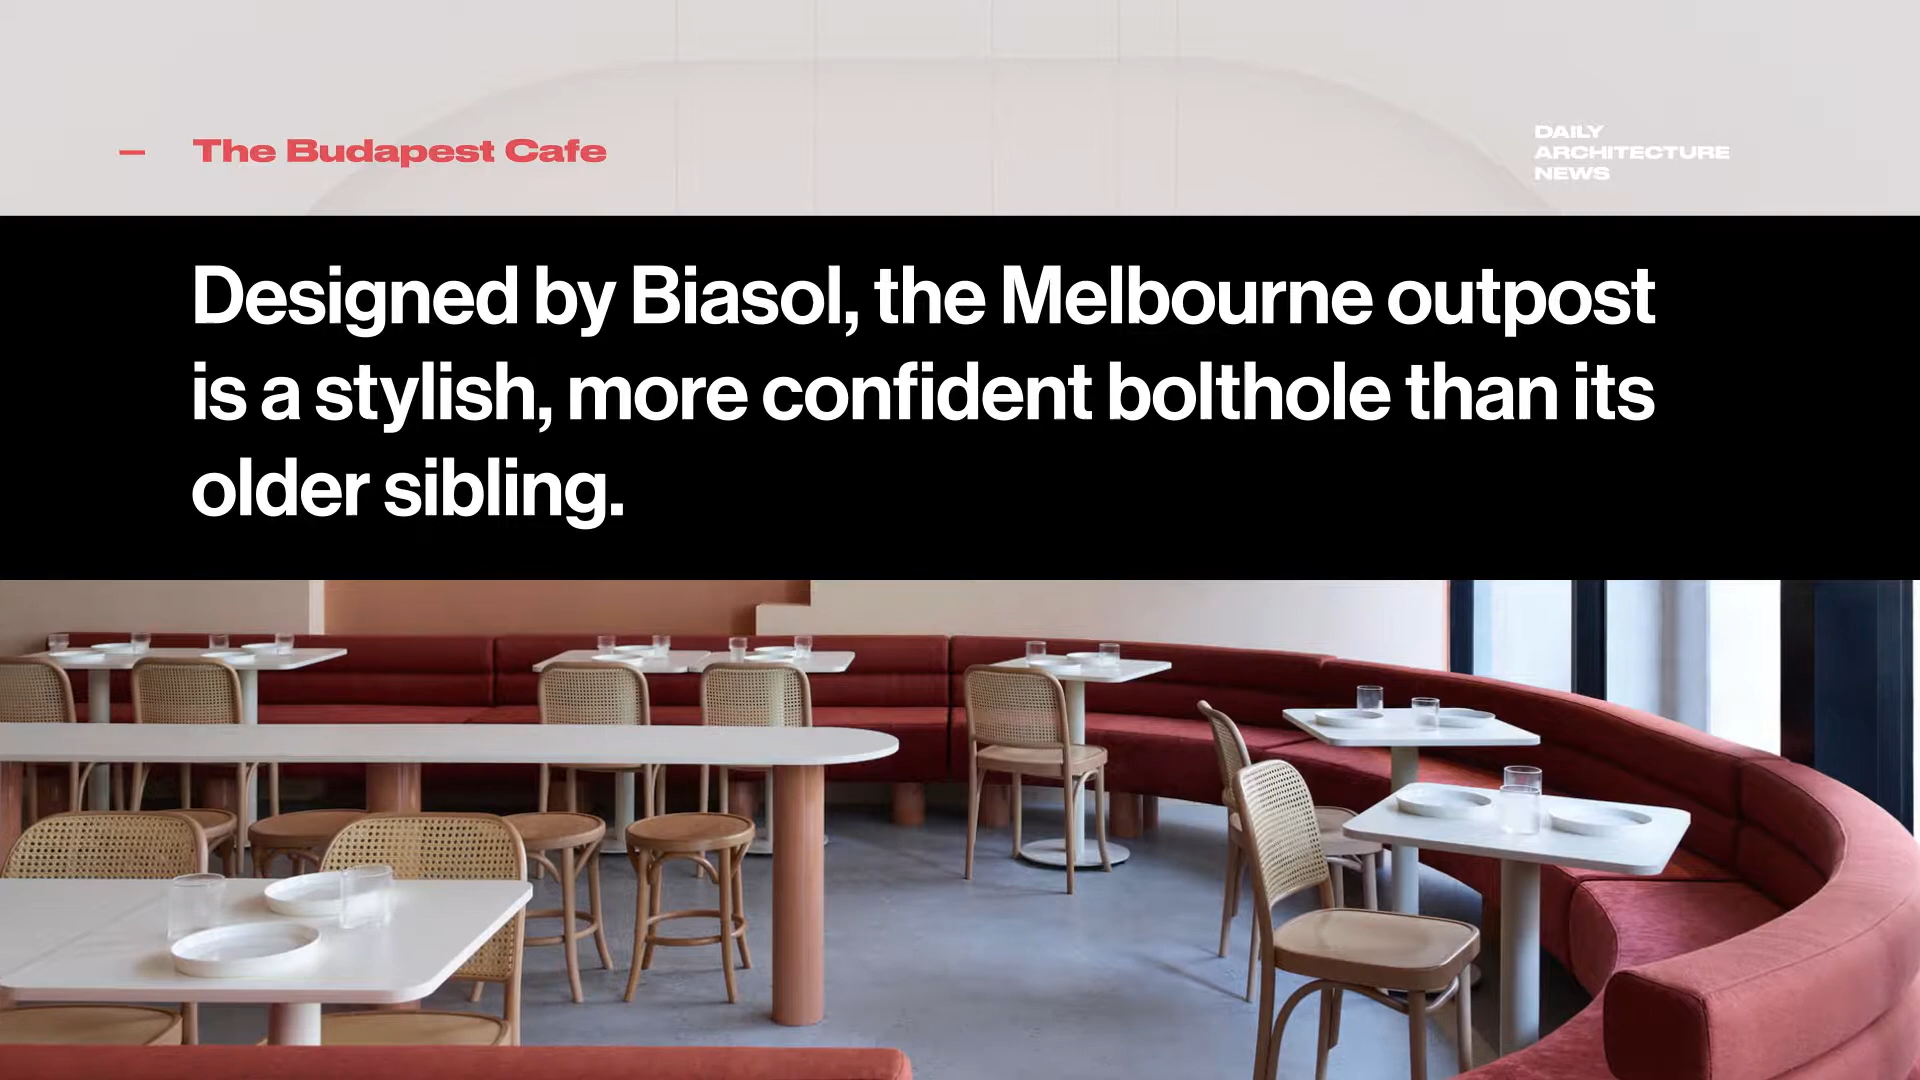 — The Budapest Cafe
DAILY
ARCHITECTURE
NEWS
Designed by Biasol, the Melbourne outpost
is a stylish, more confident bolthole than its
older sibling.